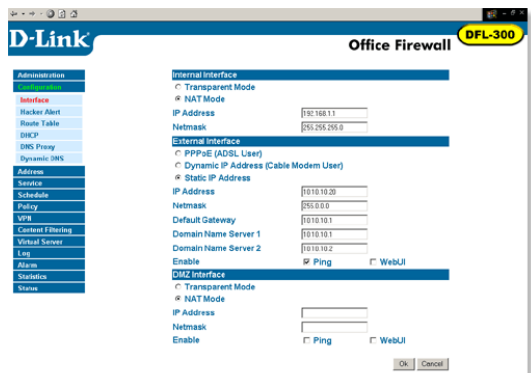 D-Link
Office Firewall
DFL-300
Administration
Configuration
Interface
Hacker Alert
Route Table
DHCP
DNS Proxy
Dynamic DNS
Address
Service
Schedule
Policy
VPN
Content Filtering
Virtual Server
Log
Alarm
Statistics
Status
Internal Interface
Transparent Mode
NAT Mode
IP Address 192.168.1.1
Netmask 255.255.255.0
External Interface
PPPoE (ADSL User)
Dynamic IP Address (Cable Modem User)
Static IP Address
IP Address 10.10.10.20
Netmask 255.0.0.0
Default Gateway 10.10.10.1
Domain Name Server 1 10.10.10.1
Domain Name Server 2 10.10.10.2
Enable Ping WebUI
DMZ Interface
Transparent Mode
NAT Mode
IP Address
Netmask
Enable Ping WebUI
Ok Cancel